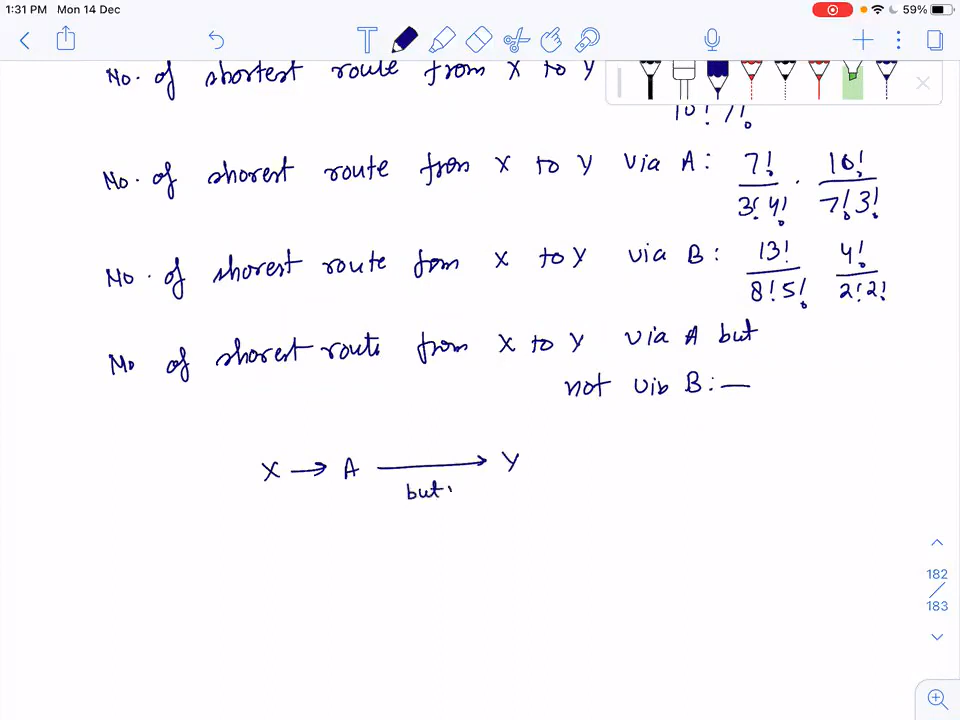 1:31 PM Mon 14 Dec 59%
T
No. of shortest route from X to Y
10! 7!
No. of shorest route from X to Y via A: 7!/3!4! . 10!/7!3!
No. of shorest route fom X to Y via B: 13!/8!5! 4!/2!2!
No of shorest route from X to Y via A but
not via B:—
X → A → Y
but
182
/
183